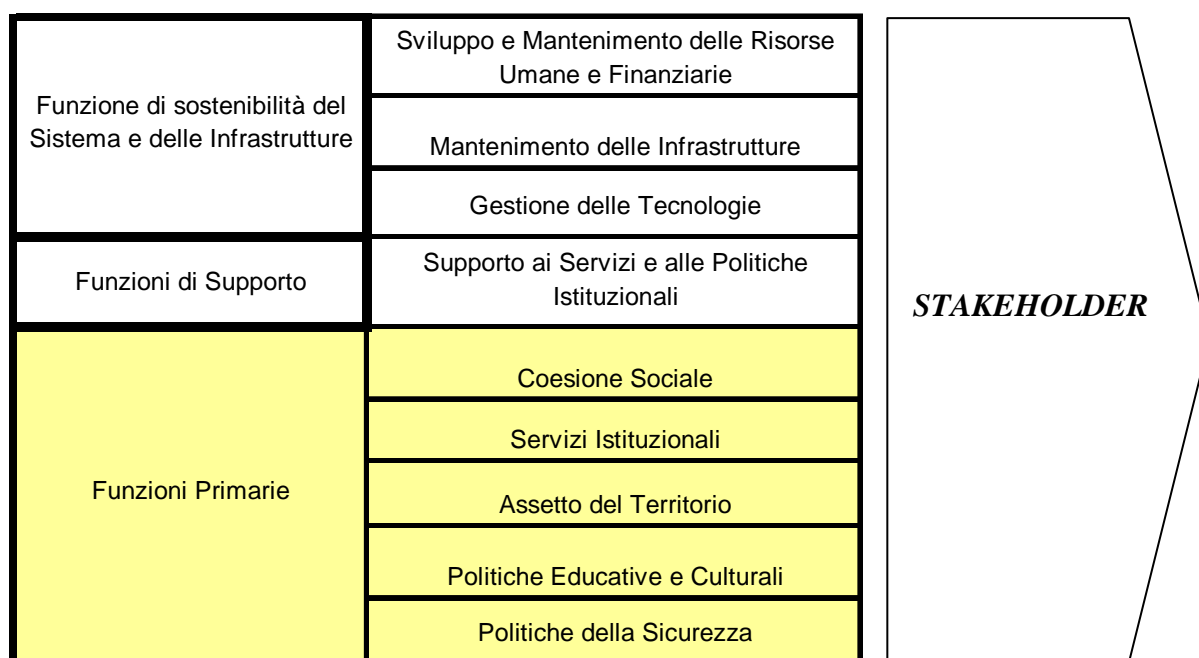 Funzione di sostenibilità del
Sistema e delle Infrastrutture
Sviluppo e Mantenimento delle Risorse
Umane e Finanziarie
Mantenimento delle Infrastrutture
Gestione delle Tecnologie
Funzioni di Supporto
Supporto ai Servizi e alle Politiche
Istituzionali
Funzioni Primarie
Coesione Sociale
Servizi Istituzionali
Assetto del Territorio
Politiche Educative e Culturali
Politiche della Sicurezza
STAKEHOLDER